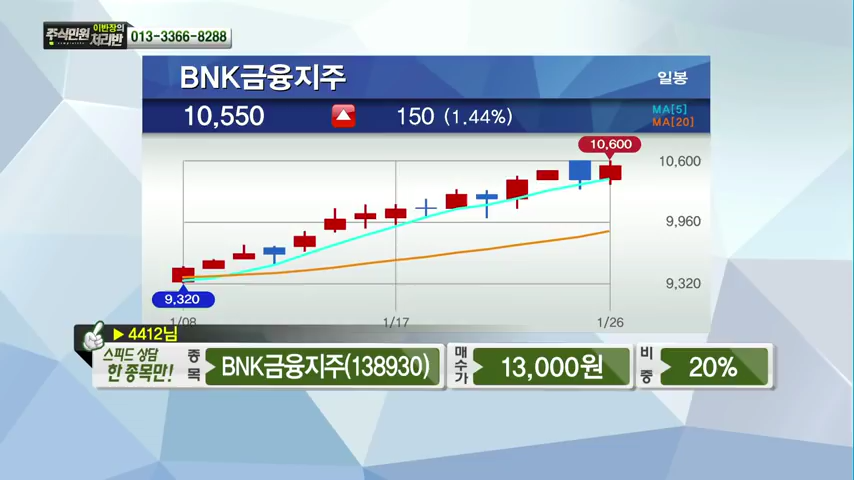 주식민원 이반장의 처리반 013-3366-8288
BNK금융지주 일봉
10,550 150 (1.44%) MA[5]
MA[20]
10,600
10,600
9,960
9,320
9,320
1/08 1/17 1/26
▶ 4412님
스피드 상담 한 종목만! 종목 BNK금융지주(138930) 매수가 13,000원 비중 20%